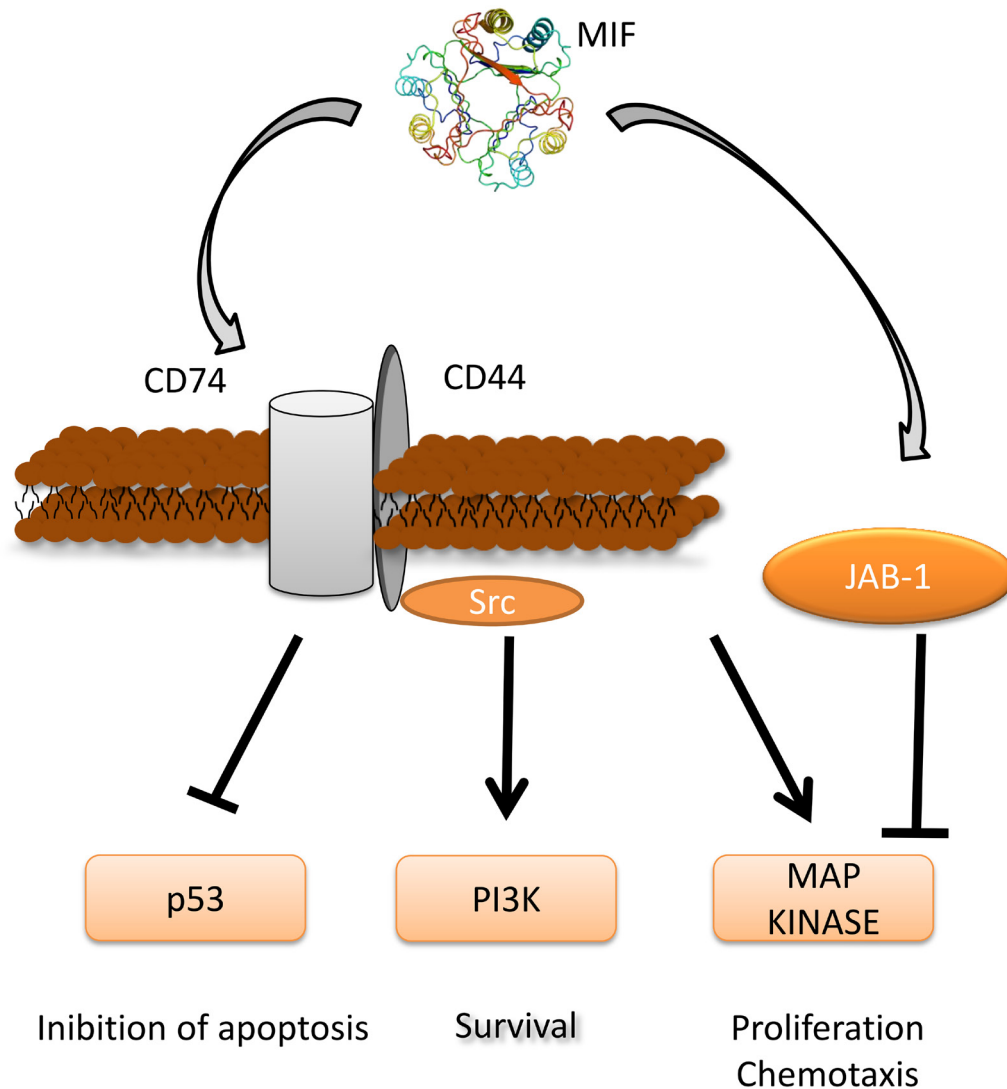 MIF
CD74
CD44
Src
JAB-1
p53
PI3K
MAP
KINASE
Inibition of apoptosis
Survival
Proliferation
Chemotaxis